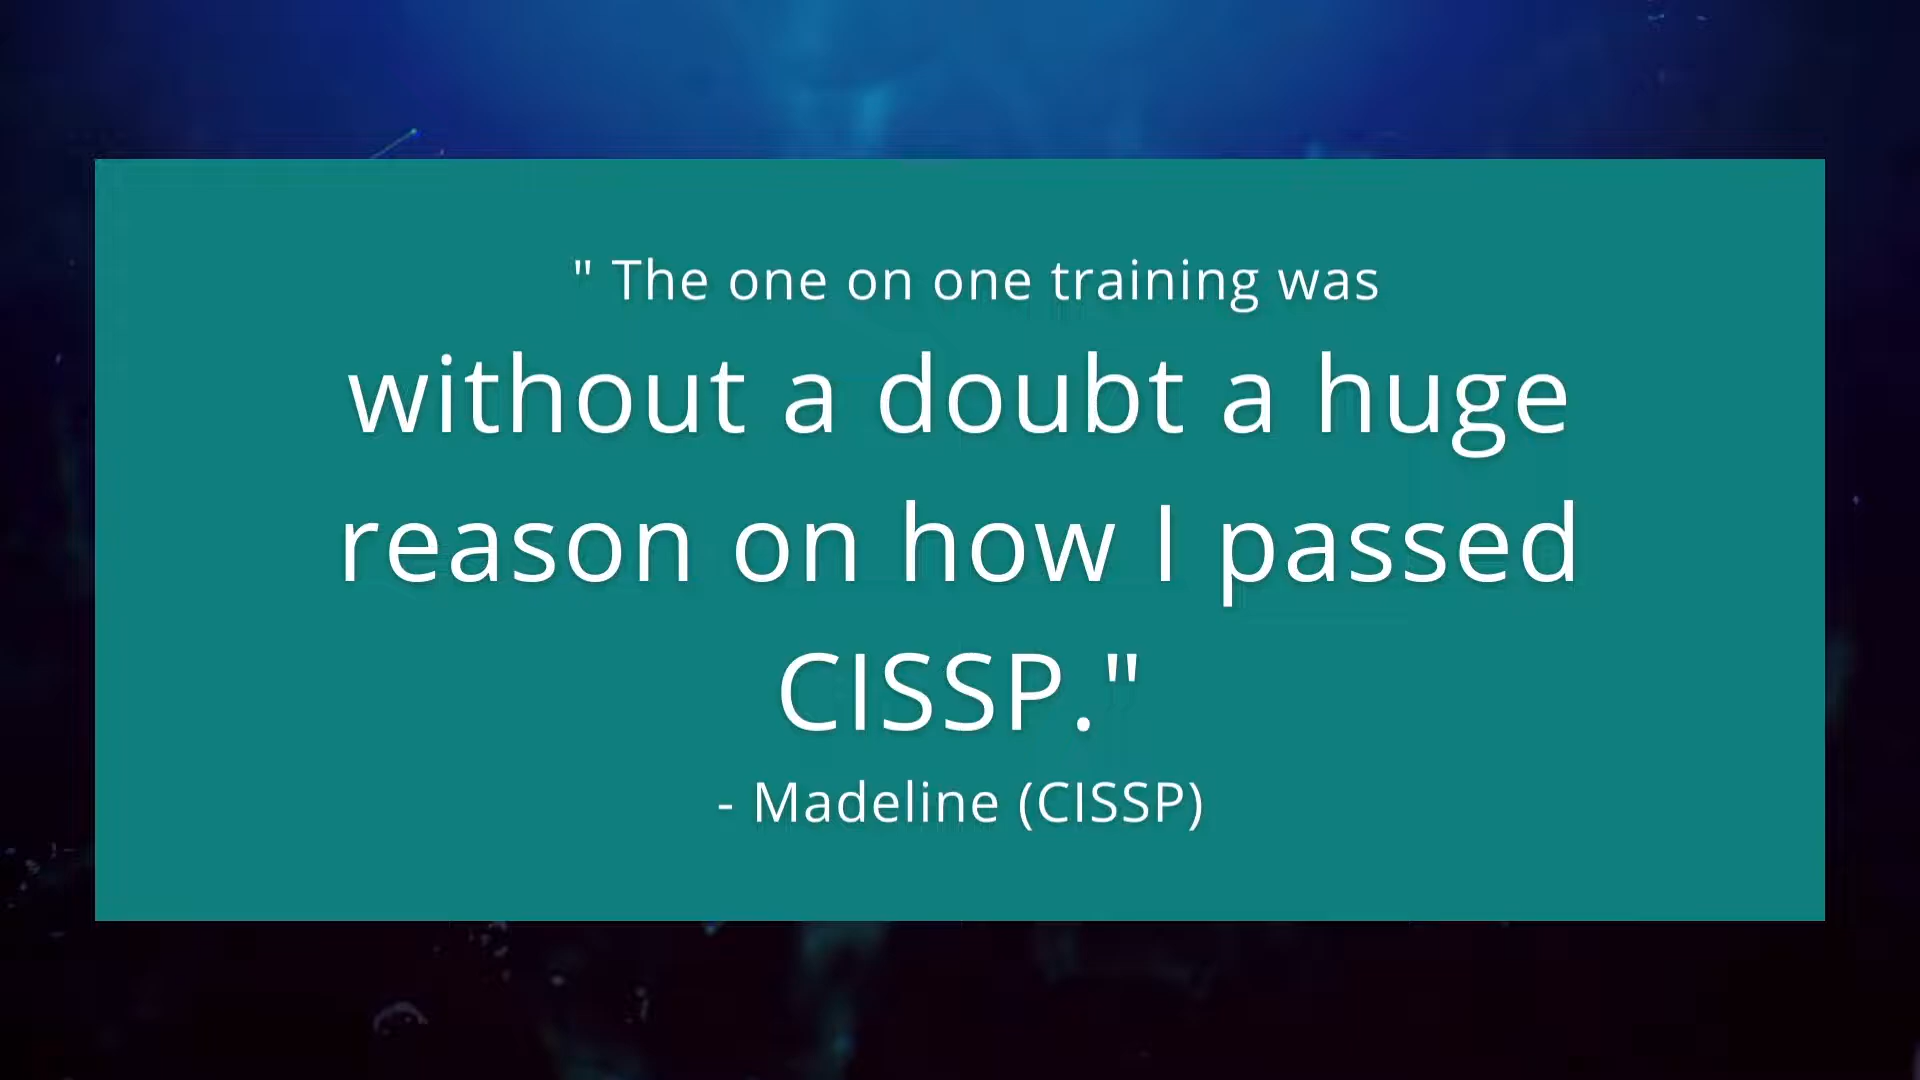 " The one on one training was
without a doubt a huge
reason on how I passed
CISSP."
- Madeline (CISSP)